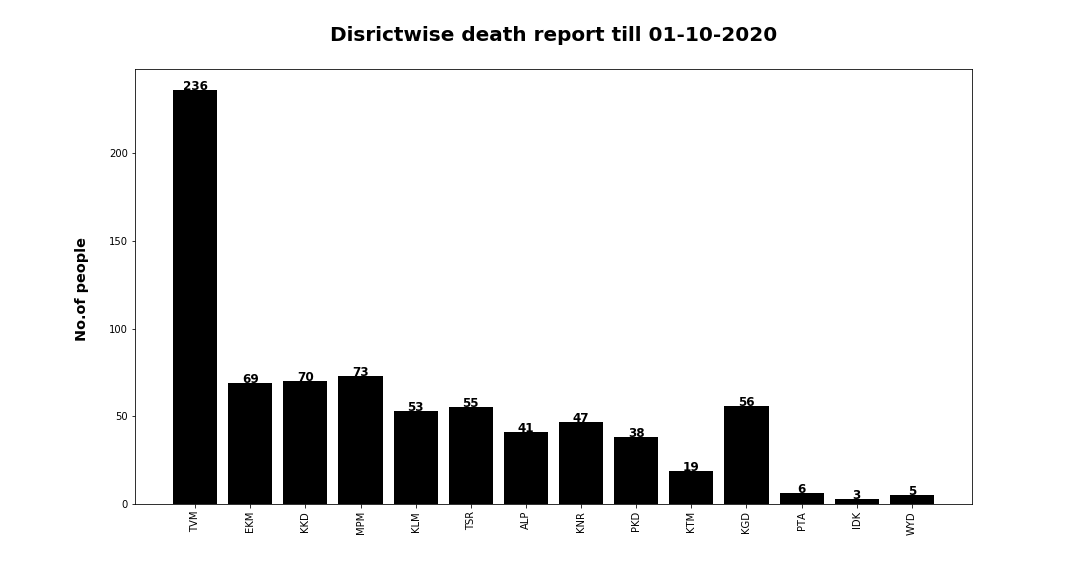 Disrictwise death report till 01-10-2020
No.of people
200
150
100
50
0
236
69
70
73
53
55
41
47
38
19
56
6
3
5
TVM
EKM
KKD
MPM
KLM
TSR
ALP
KNR
PKD
KTM
KGD
PTA
IDK
WYD